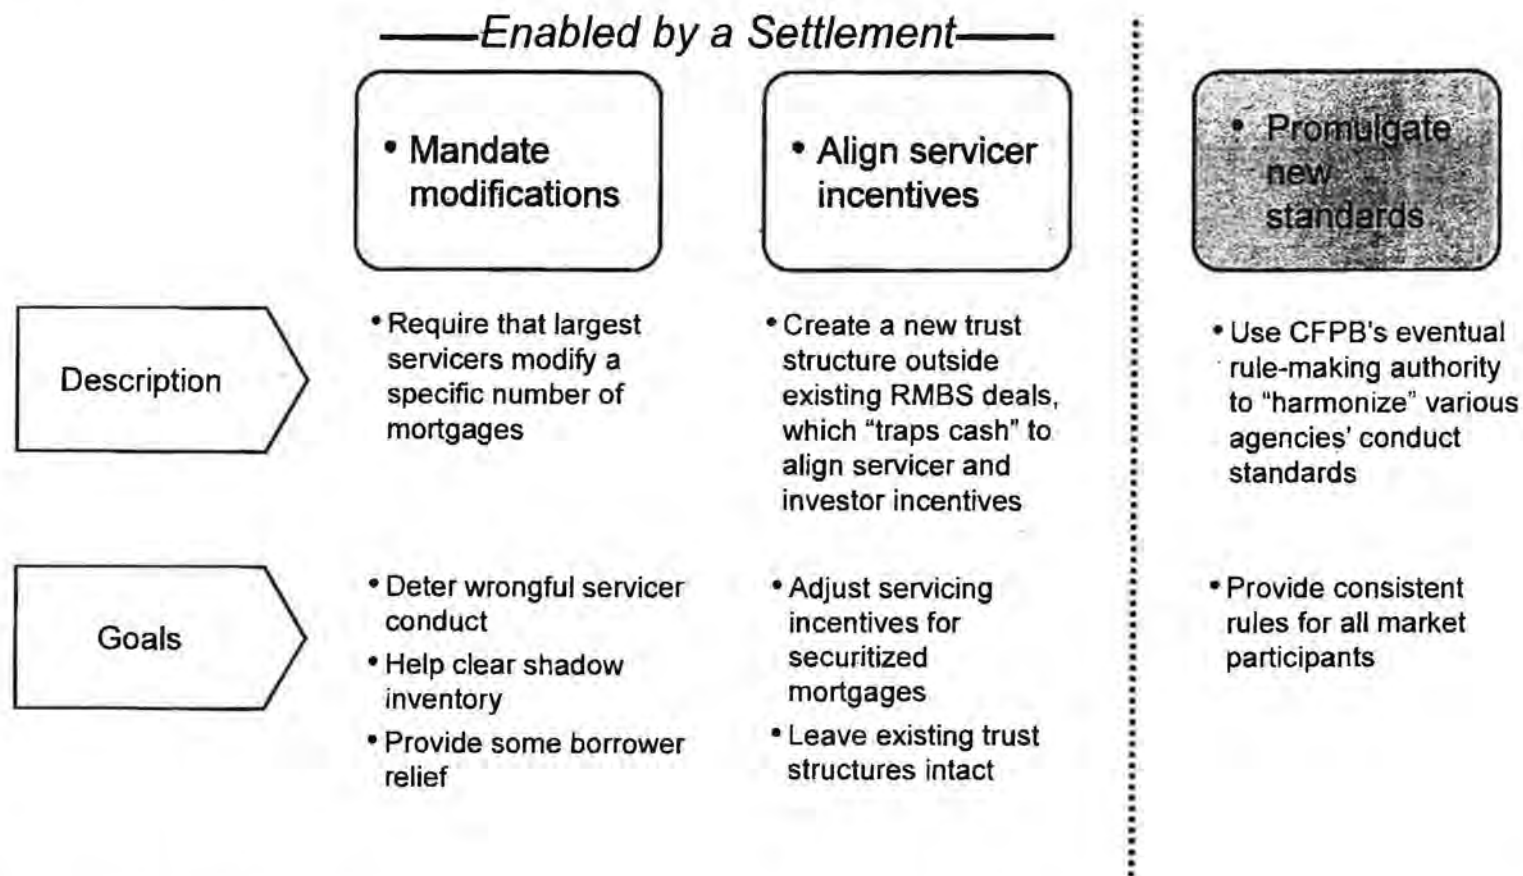 Enabled by a Settlement
• Mandate
modifications
• Align servicer
incentives
• Promulgate
new
standards
Description
• Require that largest
servicers modify a
specific number of
mortgages
• Create a new trust
structure outside
existing RMBS deals,
which “traps cash” to
align servicer and
investor incentives
• Use CFPB's eventual
rule-making authority
to “harmonize” various
agencies’ conduct
standards
Goals
• Deter wrongful servicer
conduct
• Help clear shadow
inventory
• Provide some borrower
relief
• Adjust servicing
incentives for
securitized
mortgages
• Leave existing trust
structures intact
• Provide consistent
rules for all market
participants